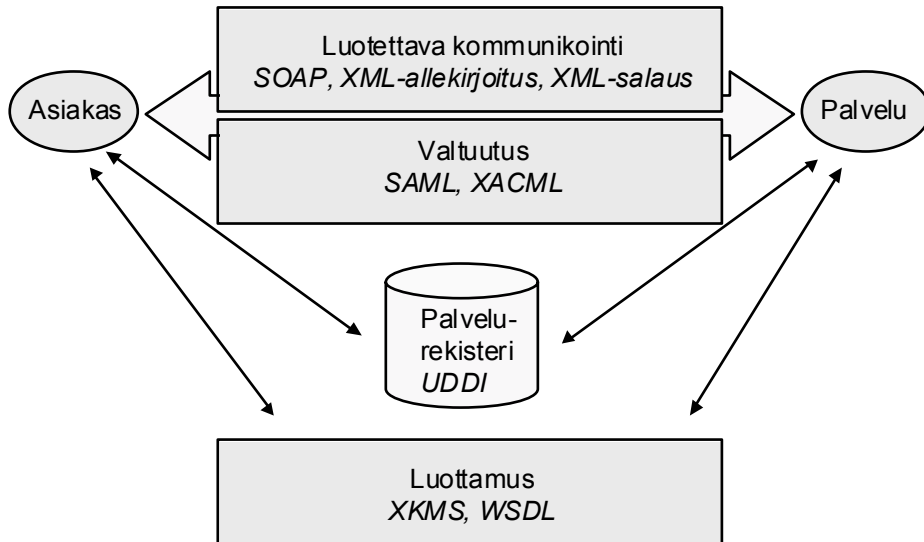 Luotettava kommunikointi
SOAP, XML-allekirjoitus, XML-salaus
Asiakas
Palvelu
Valtuutus
SAML, XACML
Palvelu-
rekisteri
UDDI
Luottamus
XKMS, WSDL